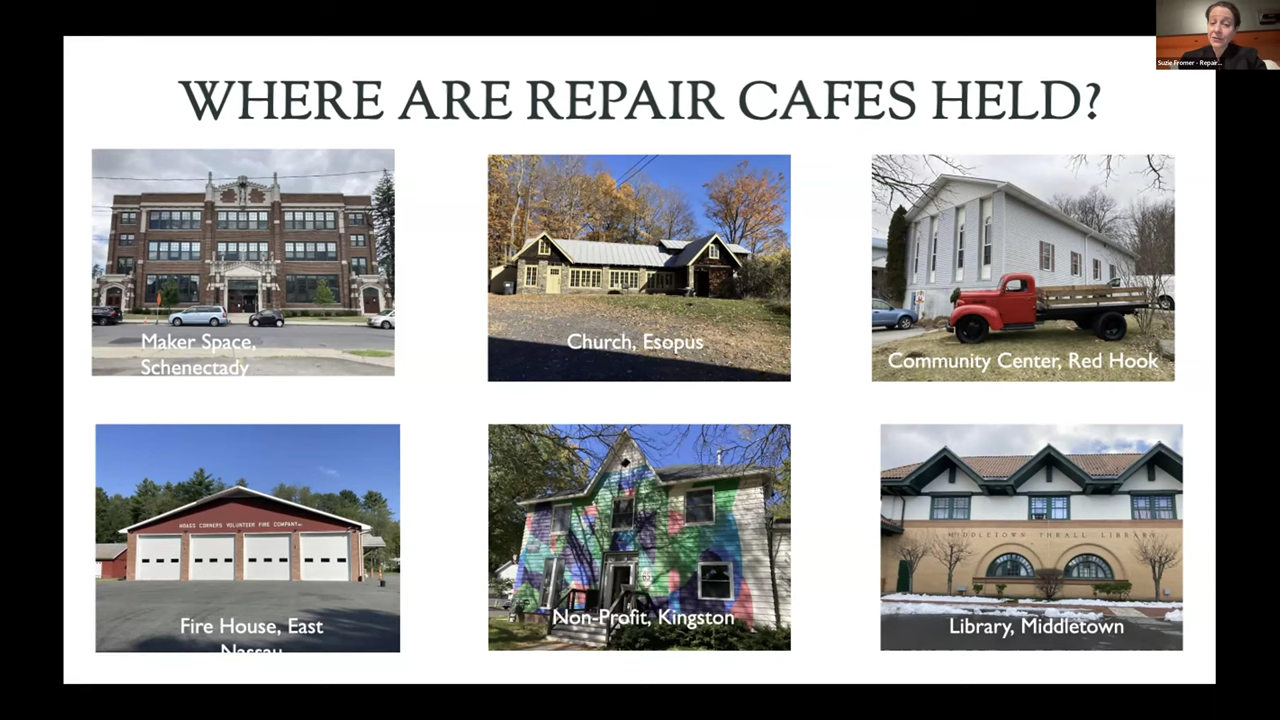 Suzie Fromer - Repair...
WHERE ARE REPAIR CAFES HELD?
Maker Space,
Schenectady
Church, Esopus
Community Center, Red Hook
HOAGS CORNERS VOLUNTEER FIRE COMPANY
Fire House, East
Nassau
Non-Profit, Kingston
MIDDLETOWN THRALL LIBRARY
Library, Middletown